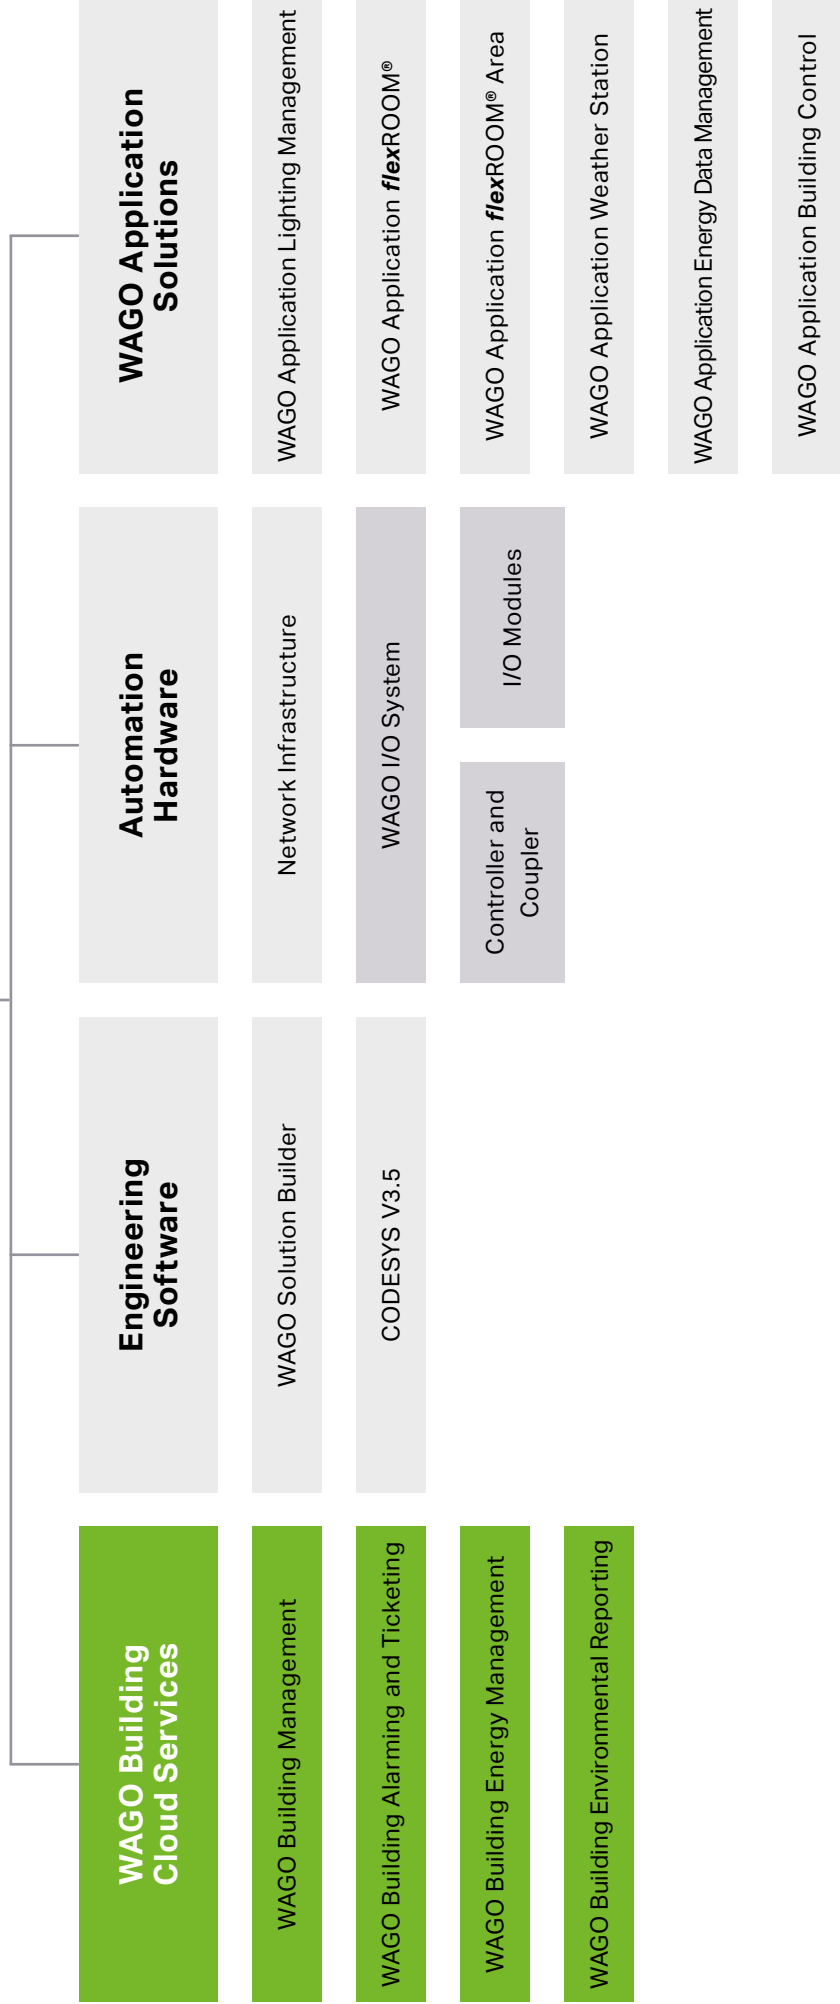 WAGO Building
Cloud Services
WAGO Building Management
WAGO Building Alarming and Ticketing
WAGO Building Energy Management
WAGO Building Environmental Reporting
Engineering
Software
WAGO Solution Builder
CODESYS V3.5
Automation
Hardware
Network Infrastructure
WAGO I/O System
Controller and
Coupler
I/O Modules
WAGO Application
Solutions
WAGO Application Lighting Management
WAGO Application flexROOM®
WAGO Application flexROOM® Area
WAGO Application Weather Station
WAGO Application Energy Data Management
WAGO Application Building Control